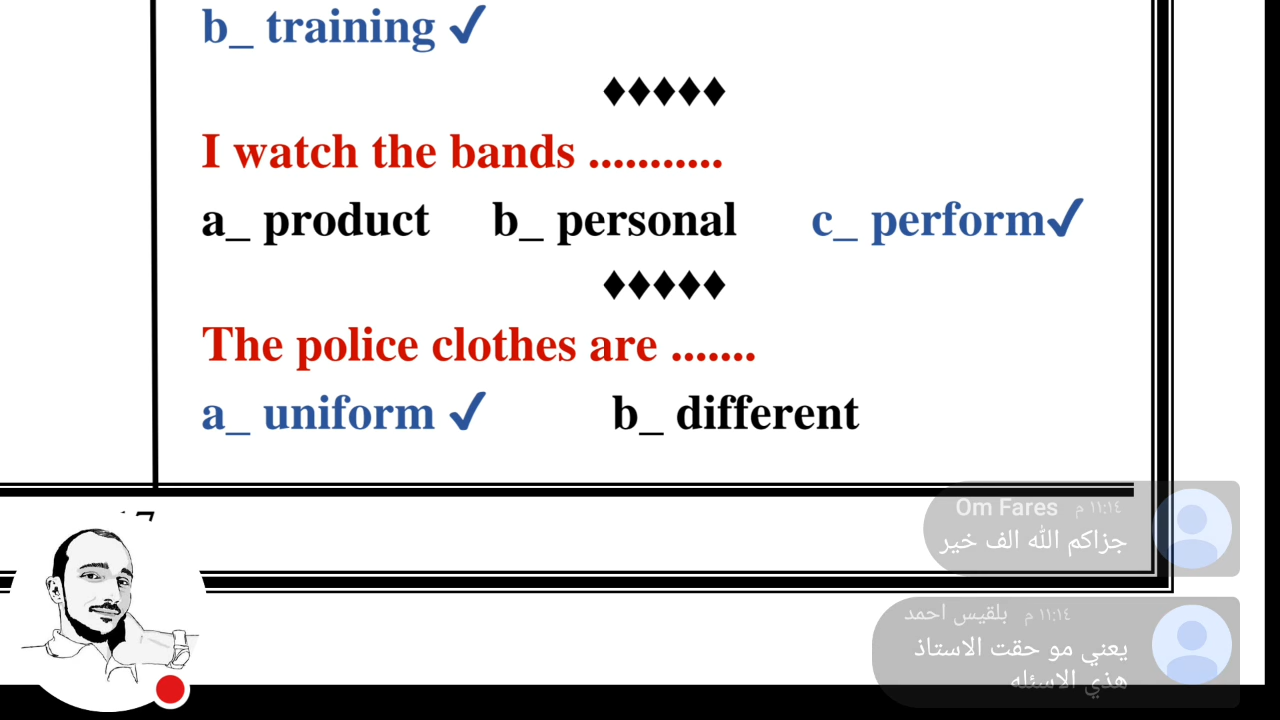 b_ training ✓
♦♦♦♦♦
I watch the bands ...........
a_ product b_ personal c_ perform✓
♦♦♦♦♦
The police clothes are .......
a_ uniform ✓ b_ different
Om Fares ١١:١٤ م
جزاكم الله الف خير
بلقيس احمد ١١:١٤ م
يعني مو حقت الاستاذ
هذي الاسئله